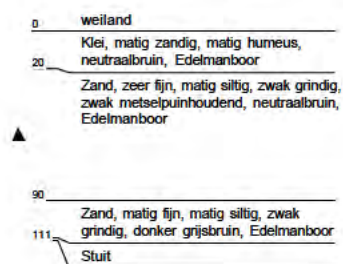 0 weiland
Klei, matig zandig, matig humeus,
20 neutraalbruin, Edelmanboor
Zand, zeer fijn, matig siltig, zwak grindig,
zwak metselpuinhoudend, neutraalbruin,
Edelmanboor
90
Zand, matig fijn, matig siltig, zwak
111 grindig, donker grijsbruin, Edelmanboor
Stuit